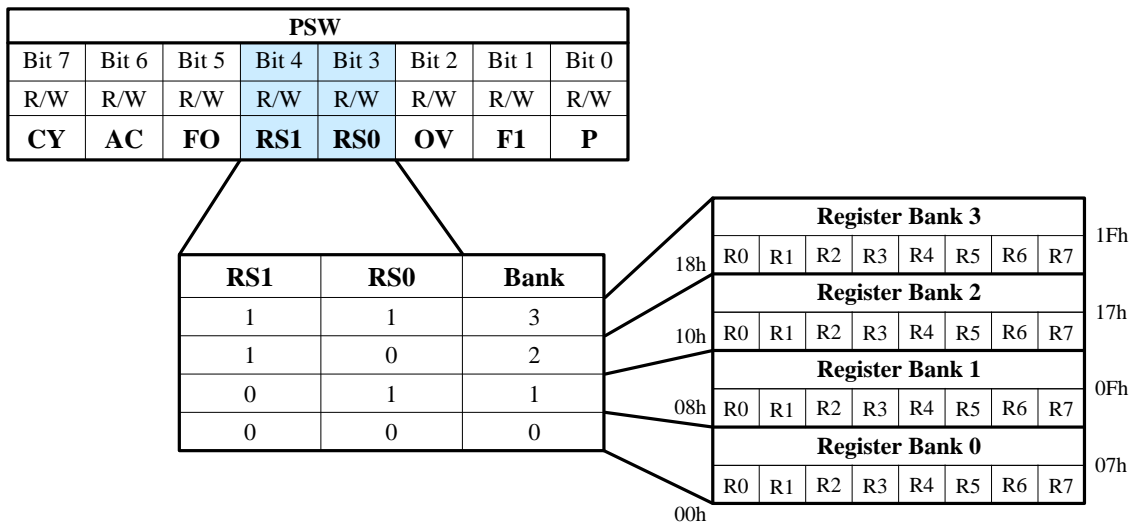 PSW
Bit 7 Bit 6 Bit 5 Bit 4 Bit 3 Bit 2 Bit 1 Bit 0
R/W R/W R/W R/W R/W R/W R/W R/W
CY AC FO RS1 RS0 OV F1 P
RS1 RS0 Bank
1 1 3
1 0 2
0 1 1
0 0 0
Register Bank 3
1Fh
18h R0 R1 R2 R3 R4 R5 R6 R7
Register Bank 2
17h
10h R0 R1 R2 R3 R4 R5 R6 R7
Register Bank 1
0Fh
08h R0 R1 R2 R3 R4 R5 R6 R7
Register Bank 0
07h
R0 R1 R2 R3 R4 R5 R6 R7
00h